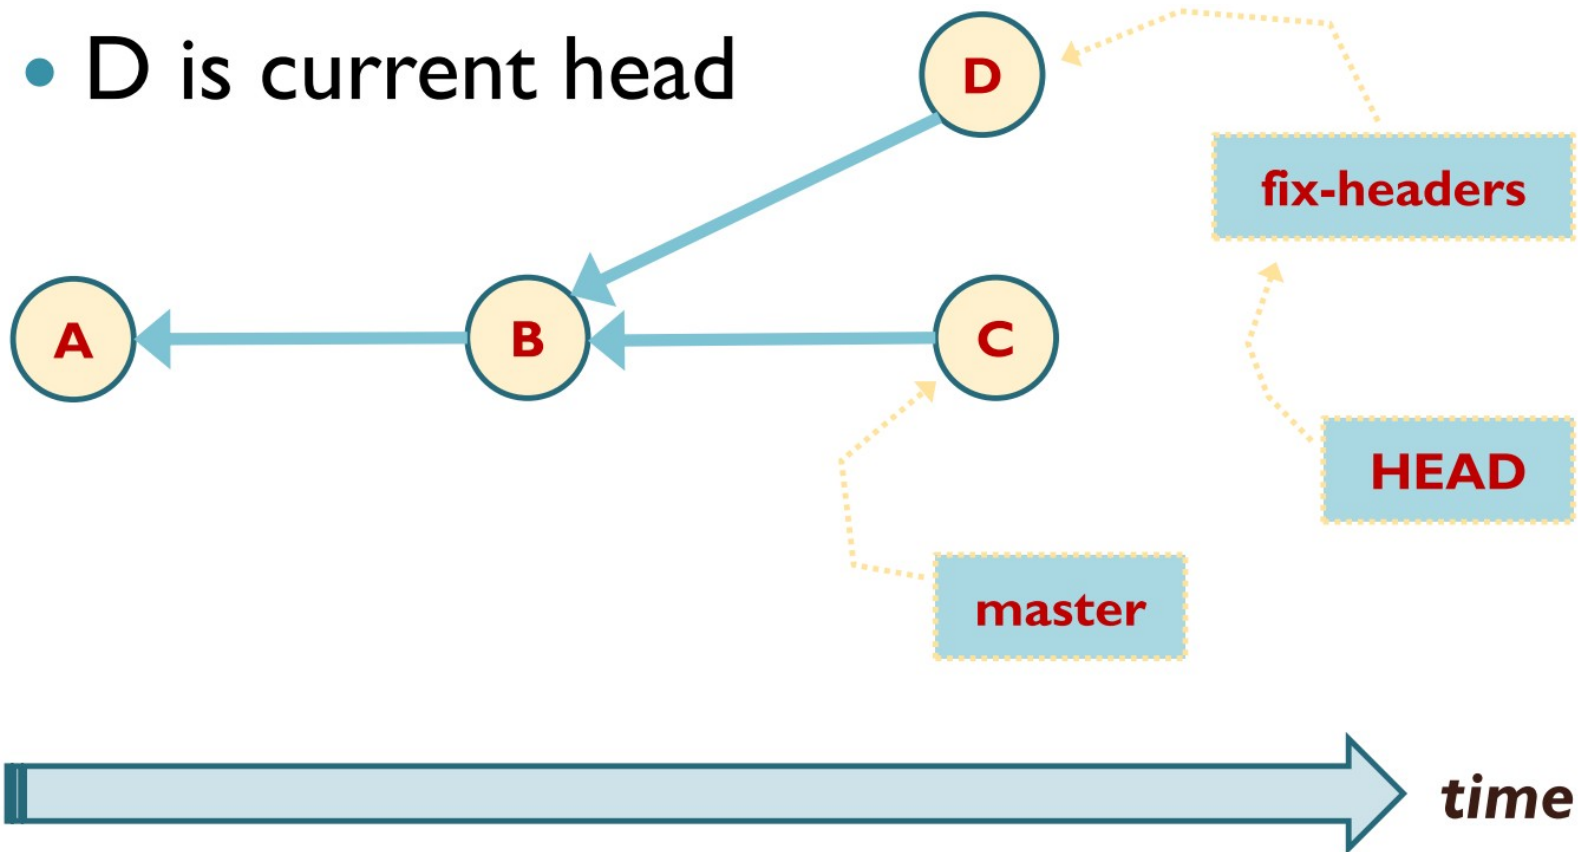 • D is current head
D
fix-headers
A
B
C
HEAD
master
time